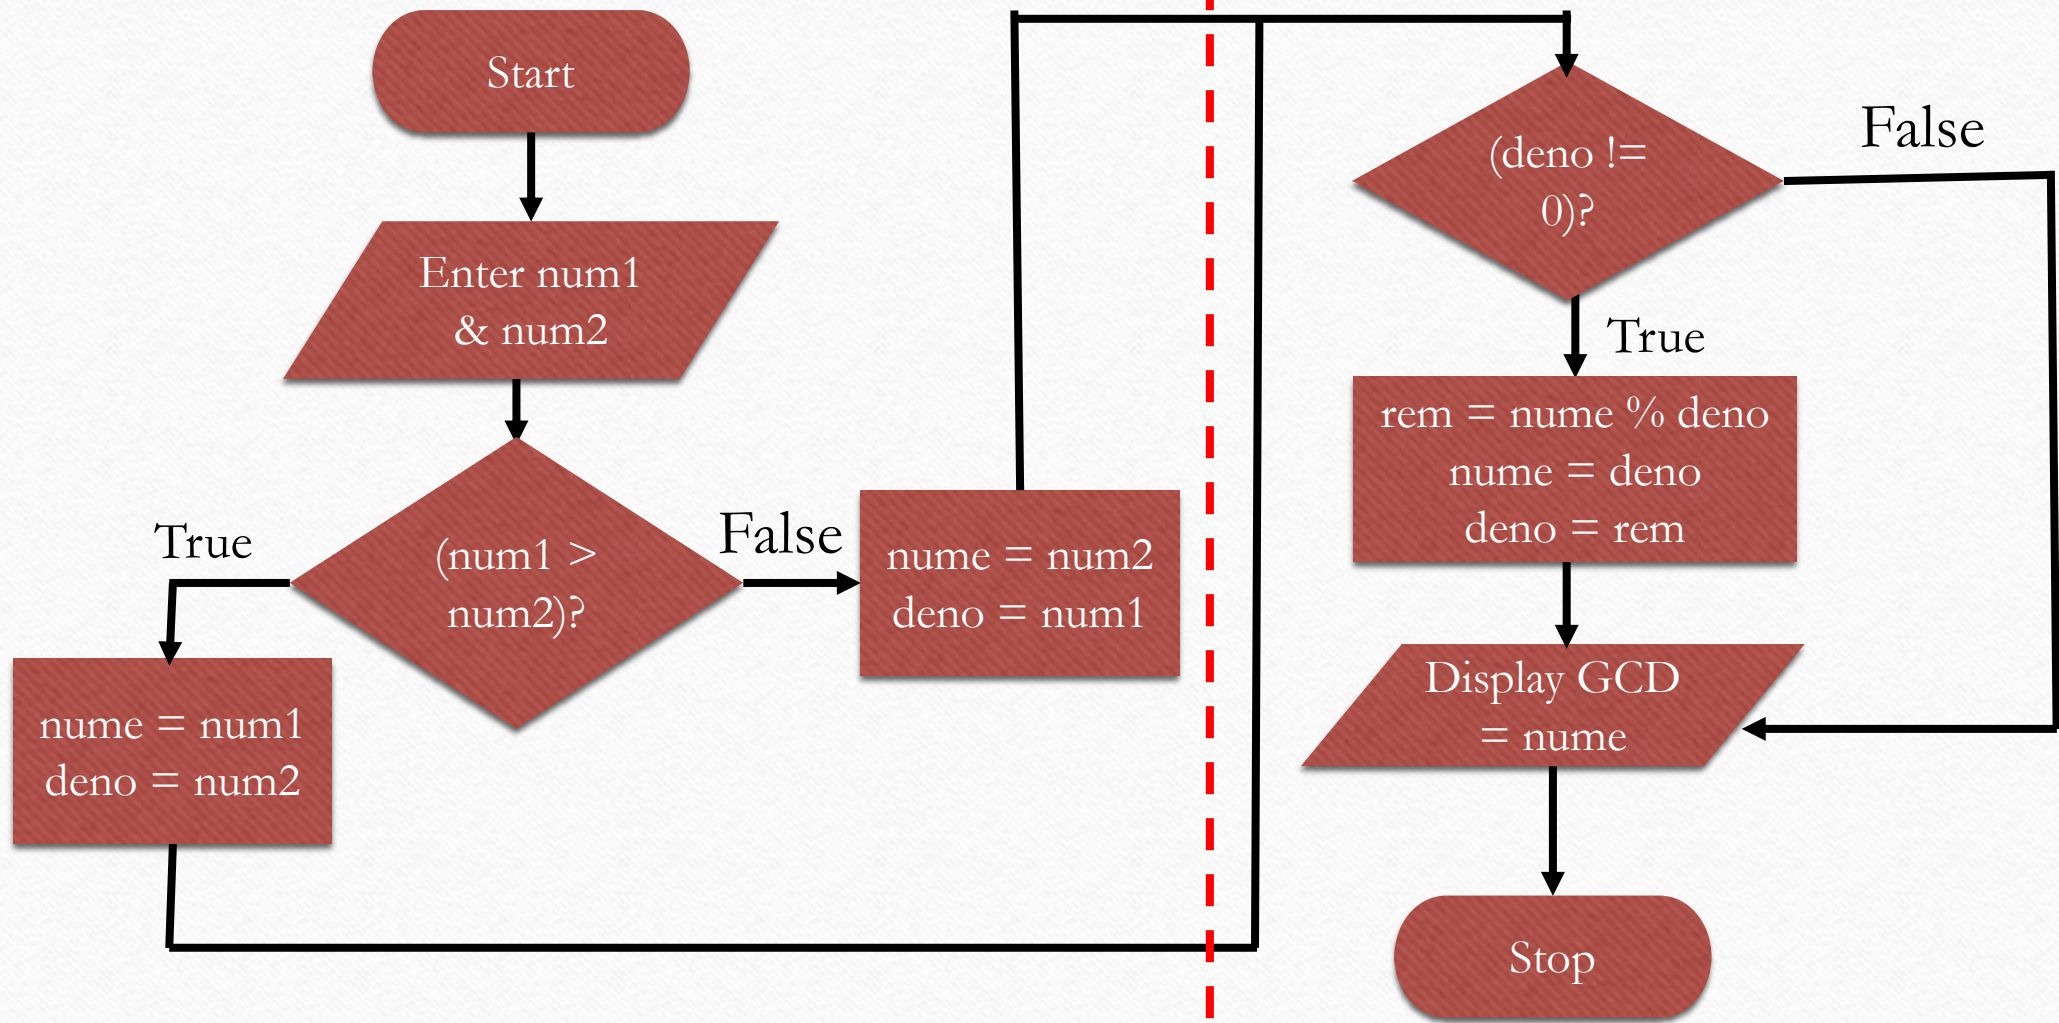 Start
Enter num1
& num2
(num1 >
num2)?
True
False
nume = num1
deno = num2
nume = num2
deno = num1
(deno !=
0)?
False
True
rem = nume % deno
nume = deno
deno = rem
Display GCD
= nume
Stop